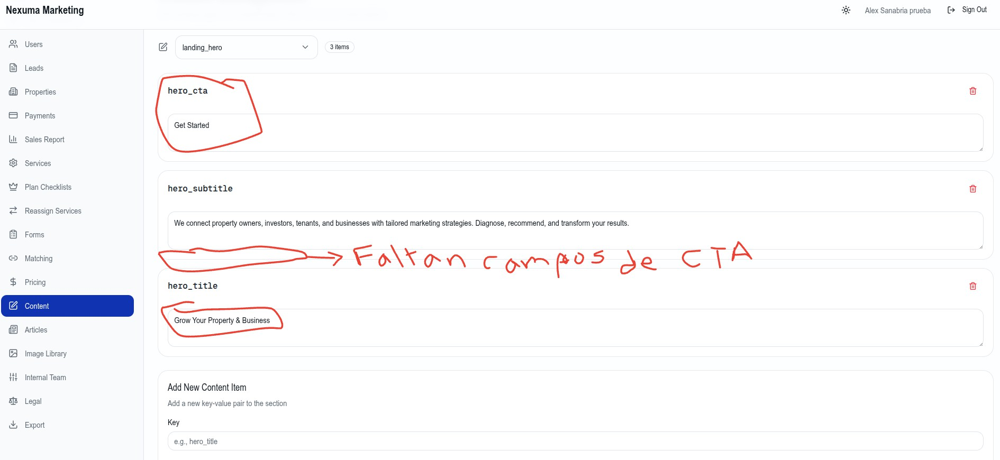 Nexuma Marketing
Alex Sanabria prueba
Sign Out
Users
Leads
Properties
Payments
Sales Report
Services
Plan Checklists
Reassign Services
Forms
Matching
Pricing
Content
Articles
Image Library
Internal Team
Legal
Export
landing_hero
3 items
hero_cta
Get Started
hero_subtitle
We connect property owners, investors, tenants, and businesses with tailored marketing strategies. Diagnose, recommend, and transform your results.
Faltan campos de CTA
hero_title
Grow Your Property & Business
Add New Content Item
Add a new key-value pair to the section
Key
e.g., hero_title